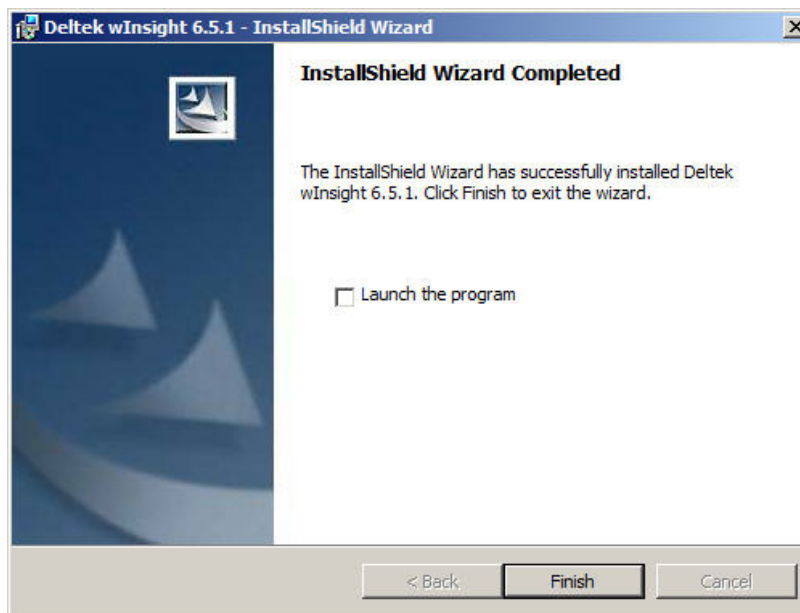 Deltek wInsight 6.5.1 - InstallShield Wizard
InstallShield Wizard Completed
The InstallShield Wizard has successfully installed Deltek
wInsight 6.5.1. Click Finish to exit the wizard.
Launch the program
< Back
Finish
Cancel